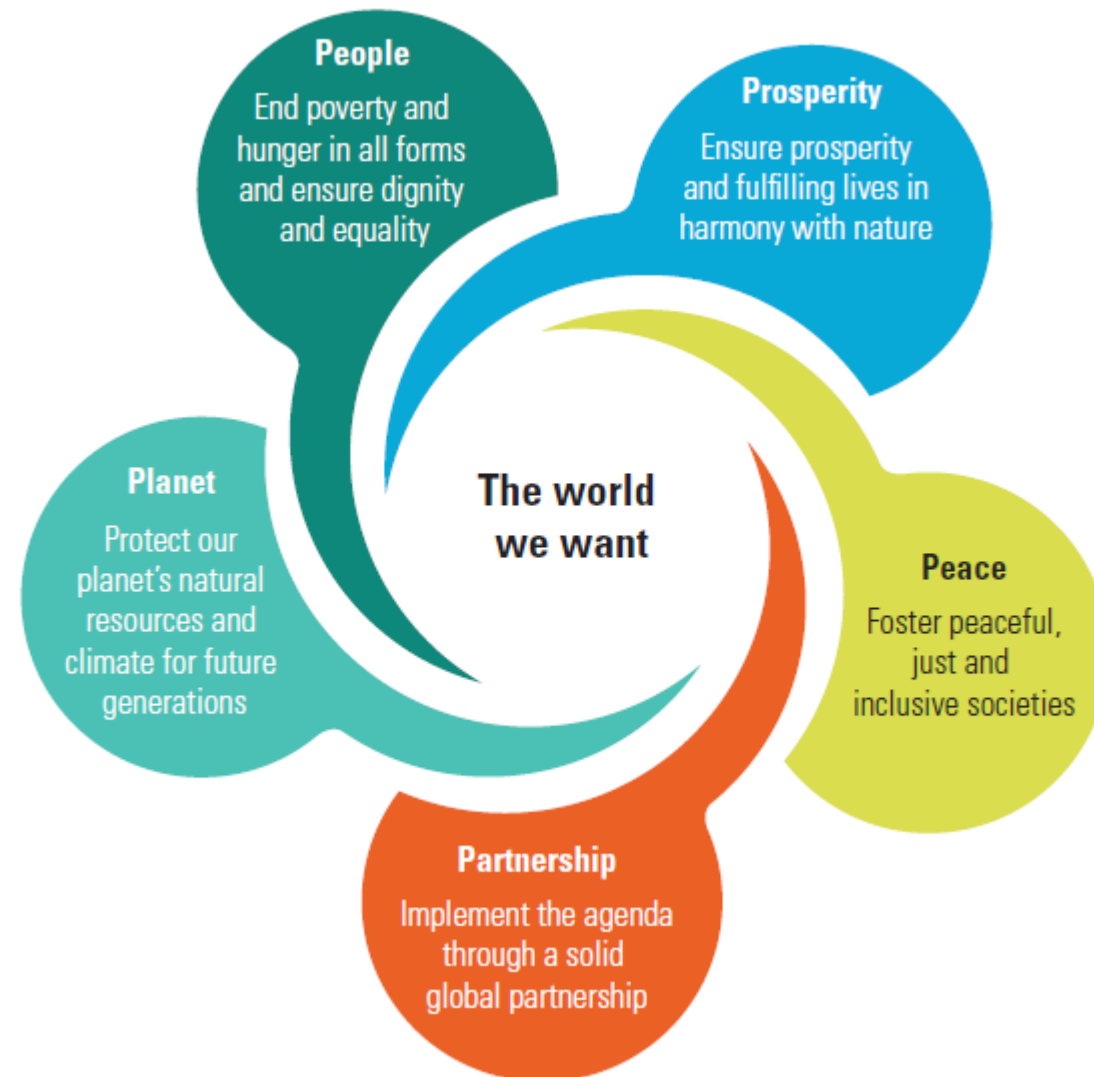 People
End poverty and
hunger in all forms
and ensure dignity
and equality
Prosperity
Ensure prosperity
and fulfilling lives in
harmony with nature
Planet
Protect our
planet’s natural
resources and
climate for future
generations
The world
we want
Peace
Foster peaceful,
just and
inclusive societies
Partnership
Implement the agenda
through a solid
global partnership